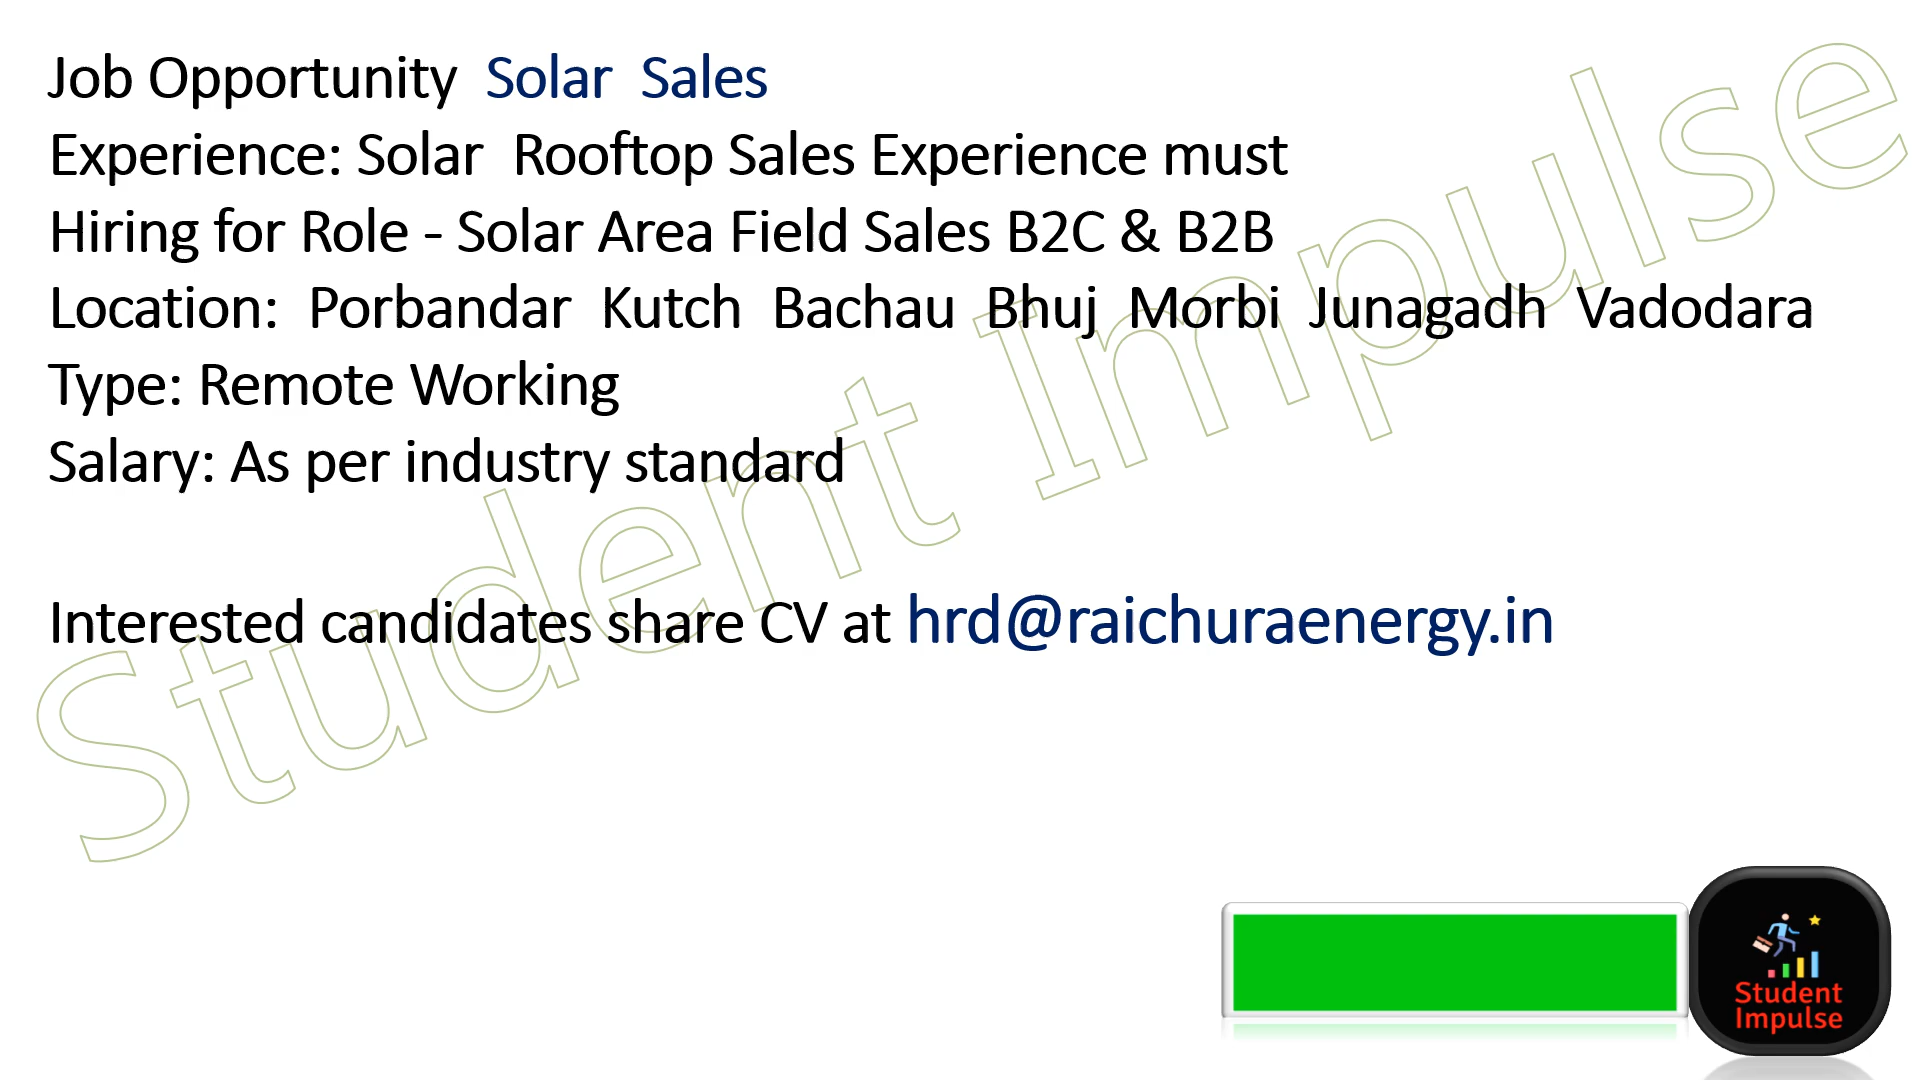 Job Opportunity Solar Sales
Experience: Solar Rooftop Sales Experience must
Hiring for Role - Solar Area Field Sales B2C & B2B
Location: Porbandar Kutch Bachau Bhuj Morbi Junagadh Vadodara
Type: Remote Working
Salary: As per industry standard
Interested candidates share CV at hrd@raichuraenergy.in
Student Impulse
Student
Impulse